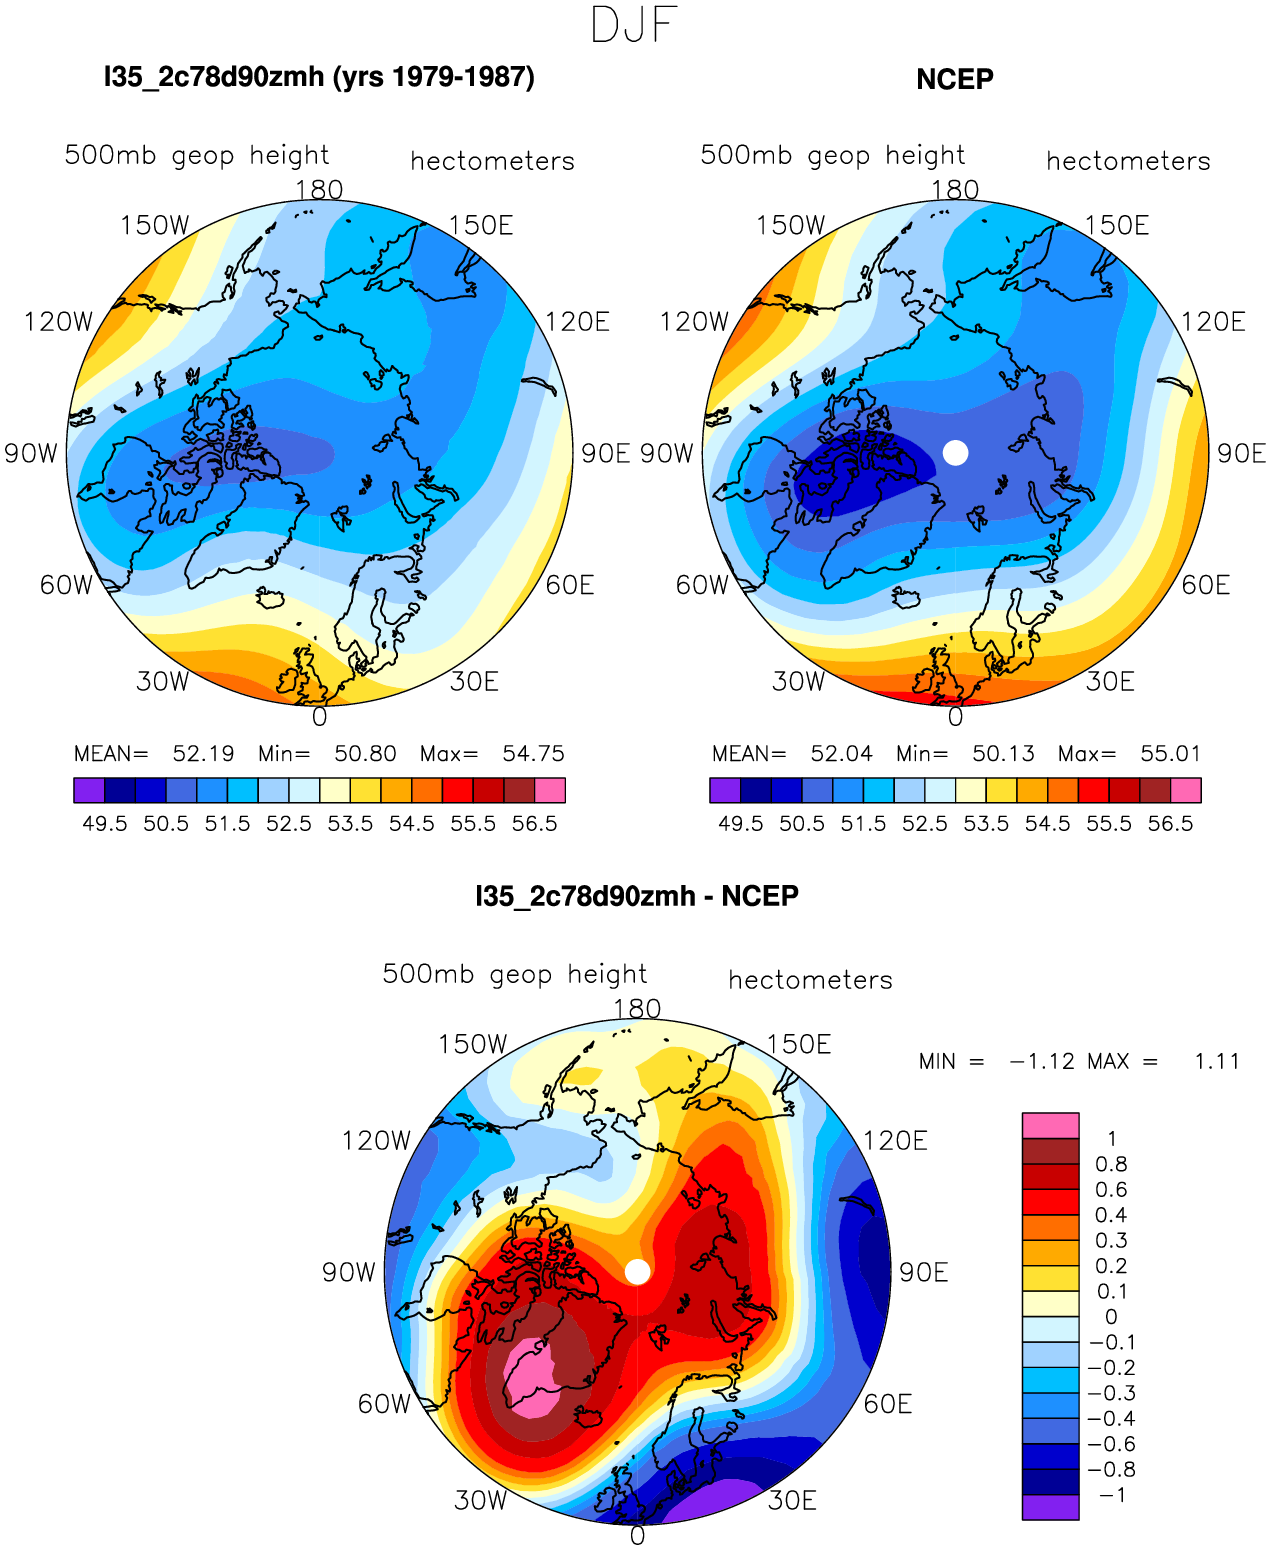 DJF
I35_2c78d90zmh (yrs 1979-1987)
NCEP
500mb geop height hectometers
500mb geop height hectometers
180
180
150W 150E
150W 150E
120W 120E
120W 120E
90W 90E
90W 90E
60W 60E
60W 60E
30W 30E
30W 30E
0
0
MEAN= 52.19 Min= 50.80 Max= 54.75
MEAN= 52.04 Min= 50.13 Max= 55.01
49.5 50.5 51.5 52.5 53.5 54.5 55.5 56.5
49.5 50.5 51.5 52.5 53.5 54.5 55.5 56.5
I35_2c78d90zmh - NCEP
500mb geop height hectometers
180
150W 150E
MIN = -1.12 MAX = 1.11
120W 120E
90W 90E
60W 60E
30W 30E
0
1
0.8
0.6
0.4
0.3
0.2
0.1
0
-0.1
-0.2
-0.3
-0.4
-0.6
-0.8
-1